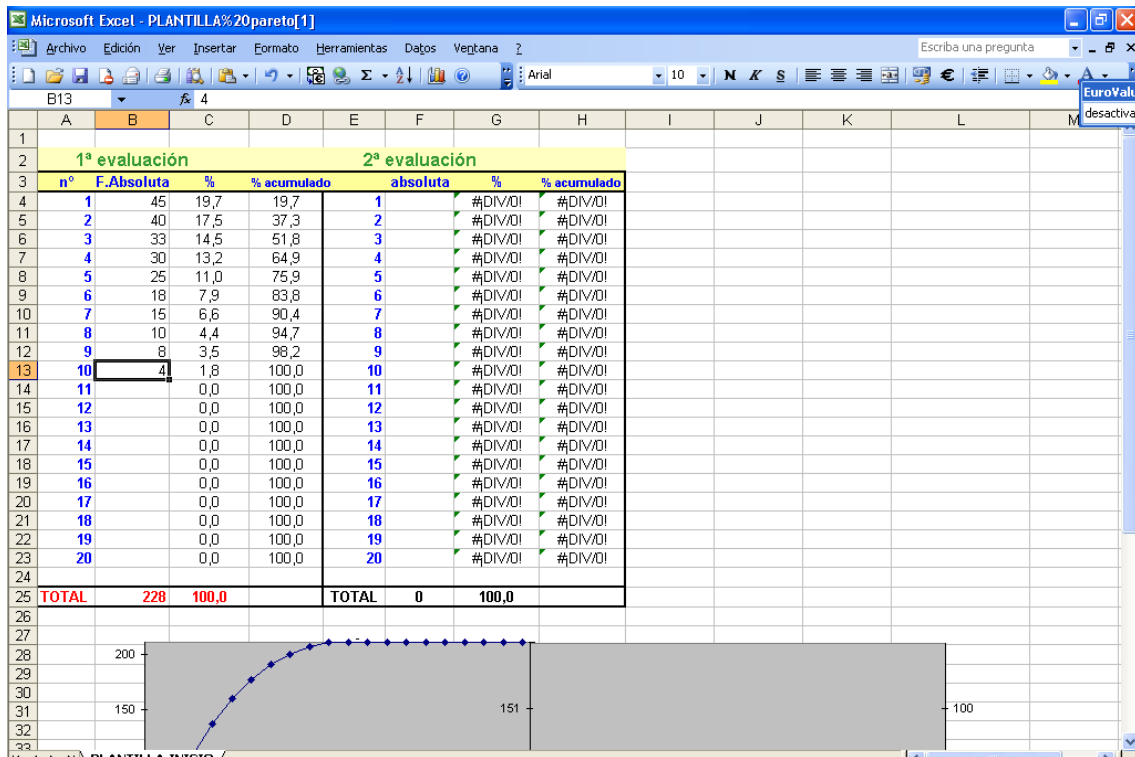 Microsoft Excel - PLANTILLA%20pareto[1]
Archivo Edición Ver Insertar Formato Herramientas Datos Ventana ? Escriba una pregunta
Arial 10 N K S € A
EuroValu
B13 fx 4 desactiva
A B C D E F G H I J K L M
1
2 1ª evaluación 2ª evaluación
3 n° F.Absoluta % % acumulado absoluta % % acumulado
4 1 45 19,7 19,7 1 #¡DIV/0! #¡DIV/0!
5 2 40 17,5 37,3 2 #¡DIV/0! #¡DIV/0!
6 3 33 14,5 51,8 3 #¡DIV/0! #¡DIV/0!
7 4 30 13,2 64,9 4 #¡DIV/0! #¡DIV/0!
8 5 25 11,0 75,9 5 #¡DIV/0! #¡DIV/0!
9 6 18 7,9 83,8 6 #¡DIV/0! #¡DIV/0!
10 7 15 6,6 90,4 7 #¡DIV/0! #¡DIV/0!
11 8 10 4,4 94,7 8 #¡DIV/0! #¡DIV/0!
12 9 8 3,5 98,2 9 #¡DIV/0! #¡DIV/0!
13 10 4 1,8 100,0 10 #¡DIV/0! #¡DIV/0!
14 11 0,0 100,0 11 #¡DIV/0! #¡DIV/0!
15 12 0,0 100,0 12 #¡DIV/0! #¡DIV/0!
16 13 0,0 100,0 13 #¡DIV/0! #¡DIV/0!
17 14 0,0 100,0 14 #¡DIV/0! #¡DIV/0!
18 15 0,0 100,0 15 #¡DIV/0! #¡DIV/0!
19 16 0,0 100,0 16 #¡DIV/0! #¡DIV/0!
20 17 0,0 100,0 17 #¡DIV/0! #¡DIV/0!
21 18 0,0 100,0 18 #¡DIV/0! #¡DIV/0!
22 19 0,0 100,0 19 #¡DIV/0! #¡DIV/0!
23 20 0,0 100,0 20 #¡DIV/0! #¡DIV/0!
24
25 TOTAL 228 100,0 TOTAL 0 100,0
26
27
28 200
29
30
31 150 151 100
32
33
PLANTILLA INICIO